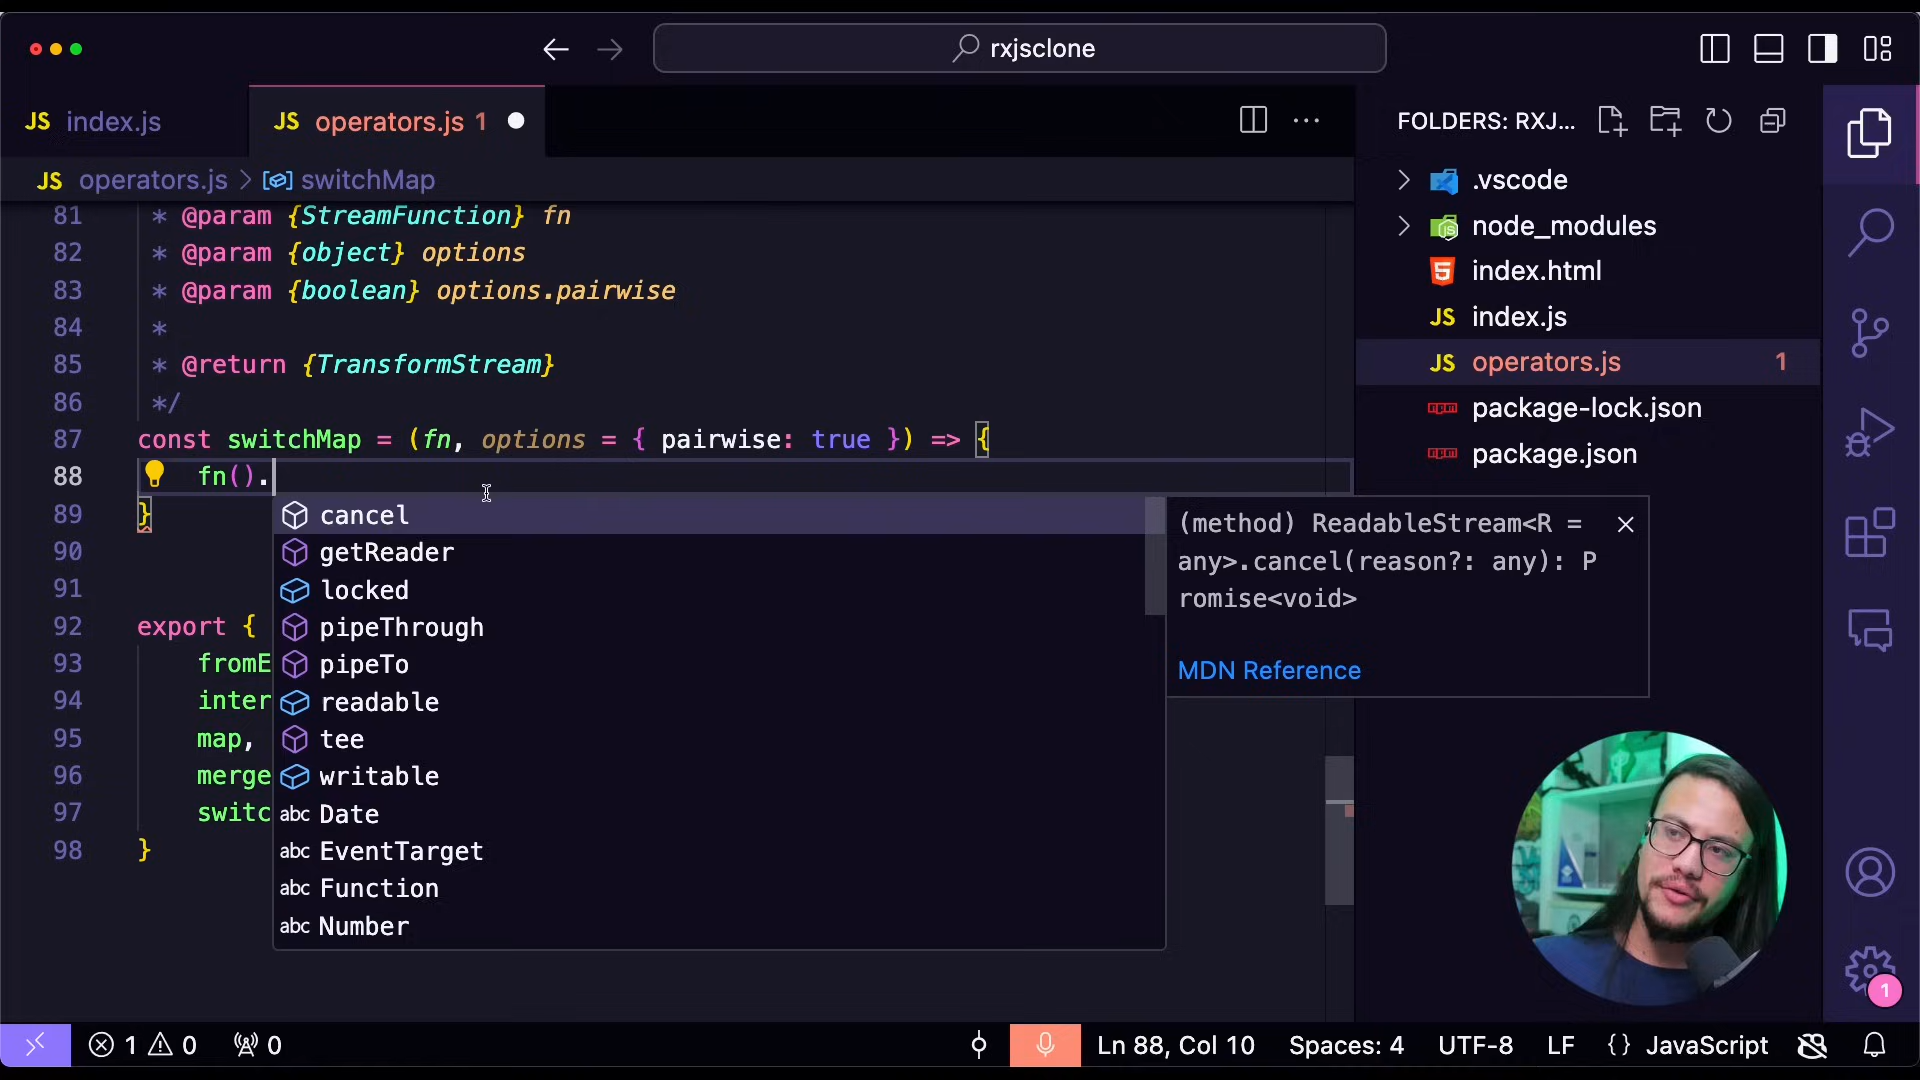 rxjsclone
JS index.js
JS operators.js 1
FOLDERS: RXJ...
JS operators.js > switchMap
81 * @param {StreamFunction} fn
82 * @param {object} options
83 * @param {boolean} options.pairwise
84 *
85 * @return {TransformStream}
86 */
87 const switchMap = (fn, options = { pairwise: true }) => {
88 fn().
89 }
90
91
92 export {
93 fromE
94 inter
95 map,
96 merge
97 switc
98 }
cancel
getReader
locked
pipeThrough
pipeTo
readable
tee
writable
abc Date
abc EventTarget
abc Function
abc Number
(method) ReadableStream<R =
any>.cancel(reason?: any): P
romise<void>
MDN Reference
.vscode
node_modules
5 index.html
JS index.js
JS operators.js 1
npm package-lock.json
npm package.json
1
1 0 0
Ln 88, Col 10 Spaces: 4 UTF-8 LF {} JavaScript